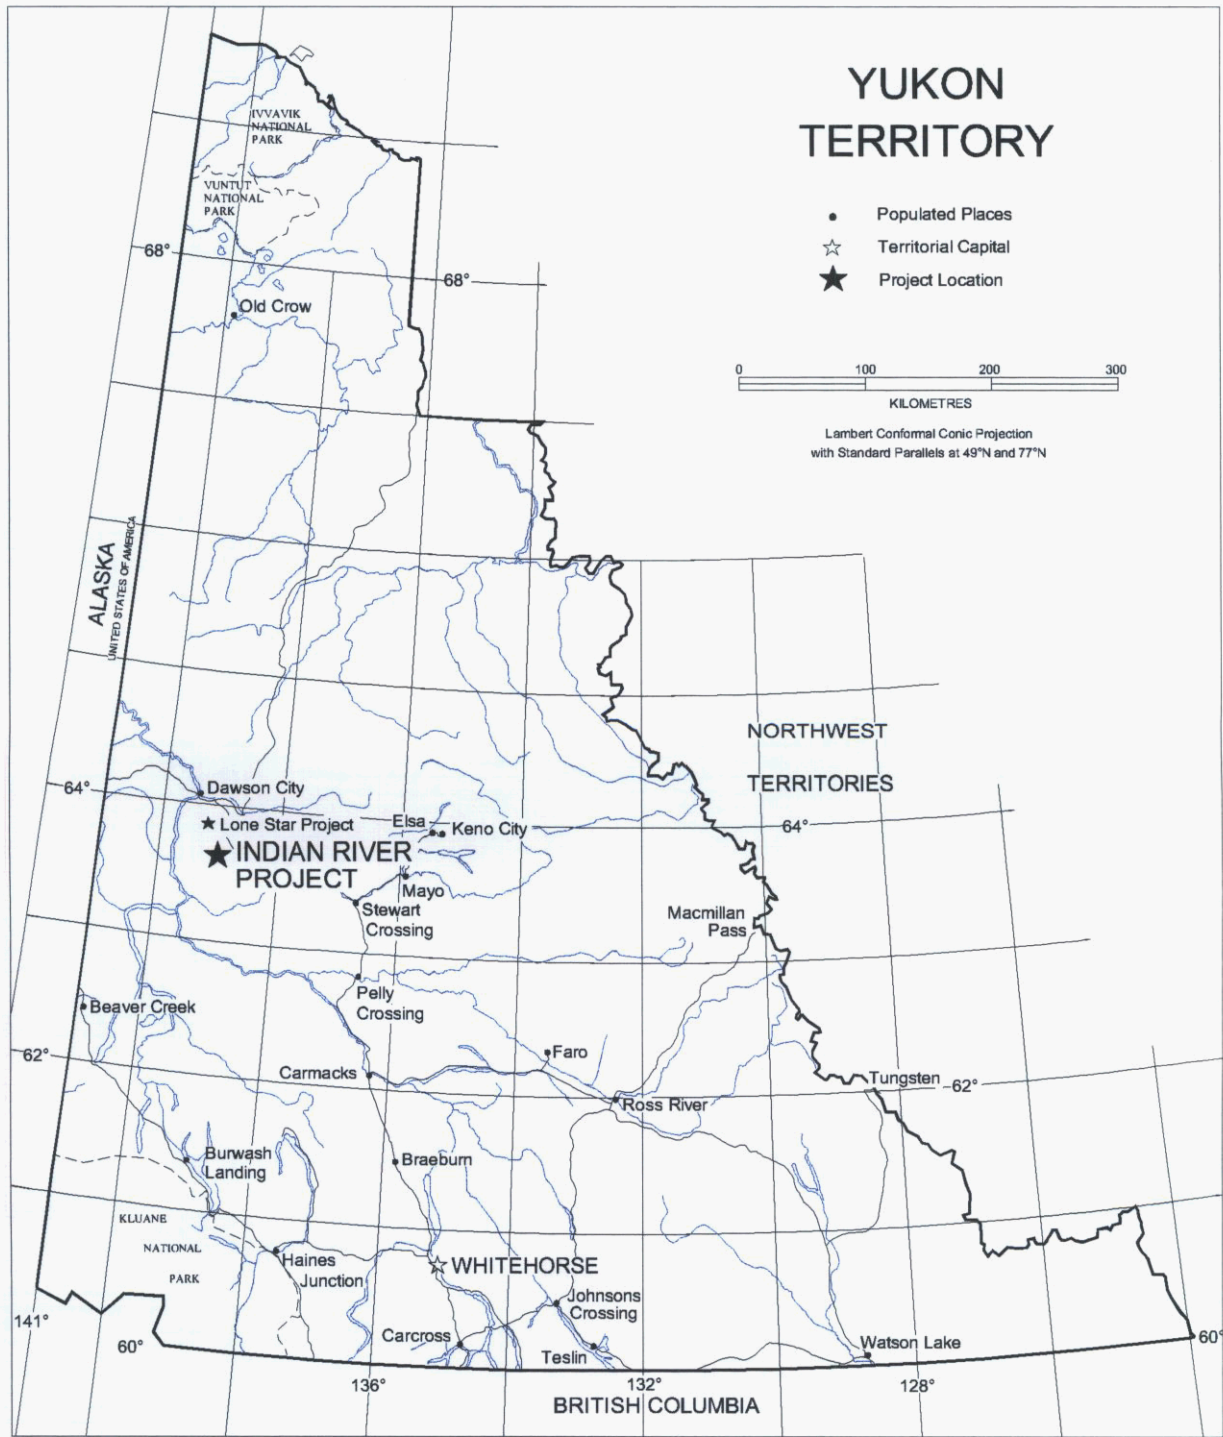 YUKON
TERRITORY
Populated Places
Territorial Capital
Project Location
0 100 200 300
KILOMETRES
Lambert Conformal Conic Projection
with Standard Parallels at 49°N and 77°N
IVVAVIK
NATIONAL
PARK
VUNTUT
NATIONAL
PARK
68°
68°
Old Crow
ALASKA
UNITED STATES OF AMERICA
NORTHWEST
TERRITORIES
64°
Dawson City
Lone Star Project
Elsa
Keno City
64°
INDIAN RIVER
PROJECT
Mayo
Stewart
Crossing
Macmillan
Pass
Pelly
Crossing
Beaver Creek
62°
Faro
Carmacks
Ross River
Tungsten
62°
Burwash
Landing
Braeburn
KLUANE
NATIONAL
PARK
Haines
Junction
WHITEHORSE
Johnsons
Crossing
Carcross
Teslin
Watson Lake
141°
60°
60°
136°
132°
128°
BRITISH COLUMBIA